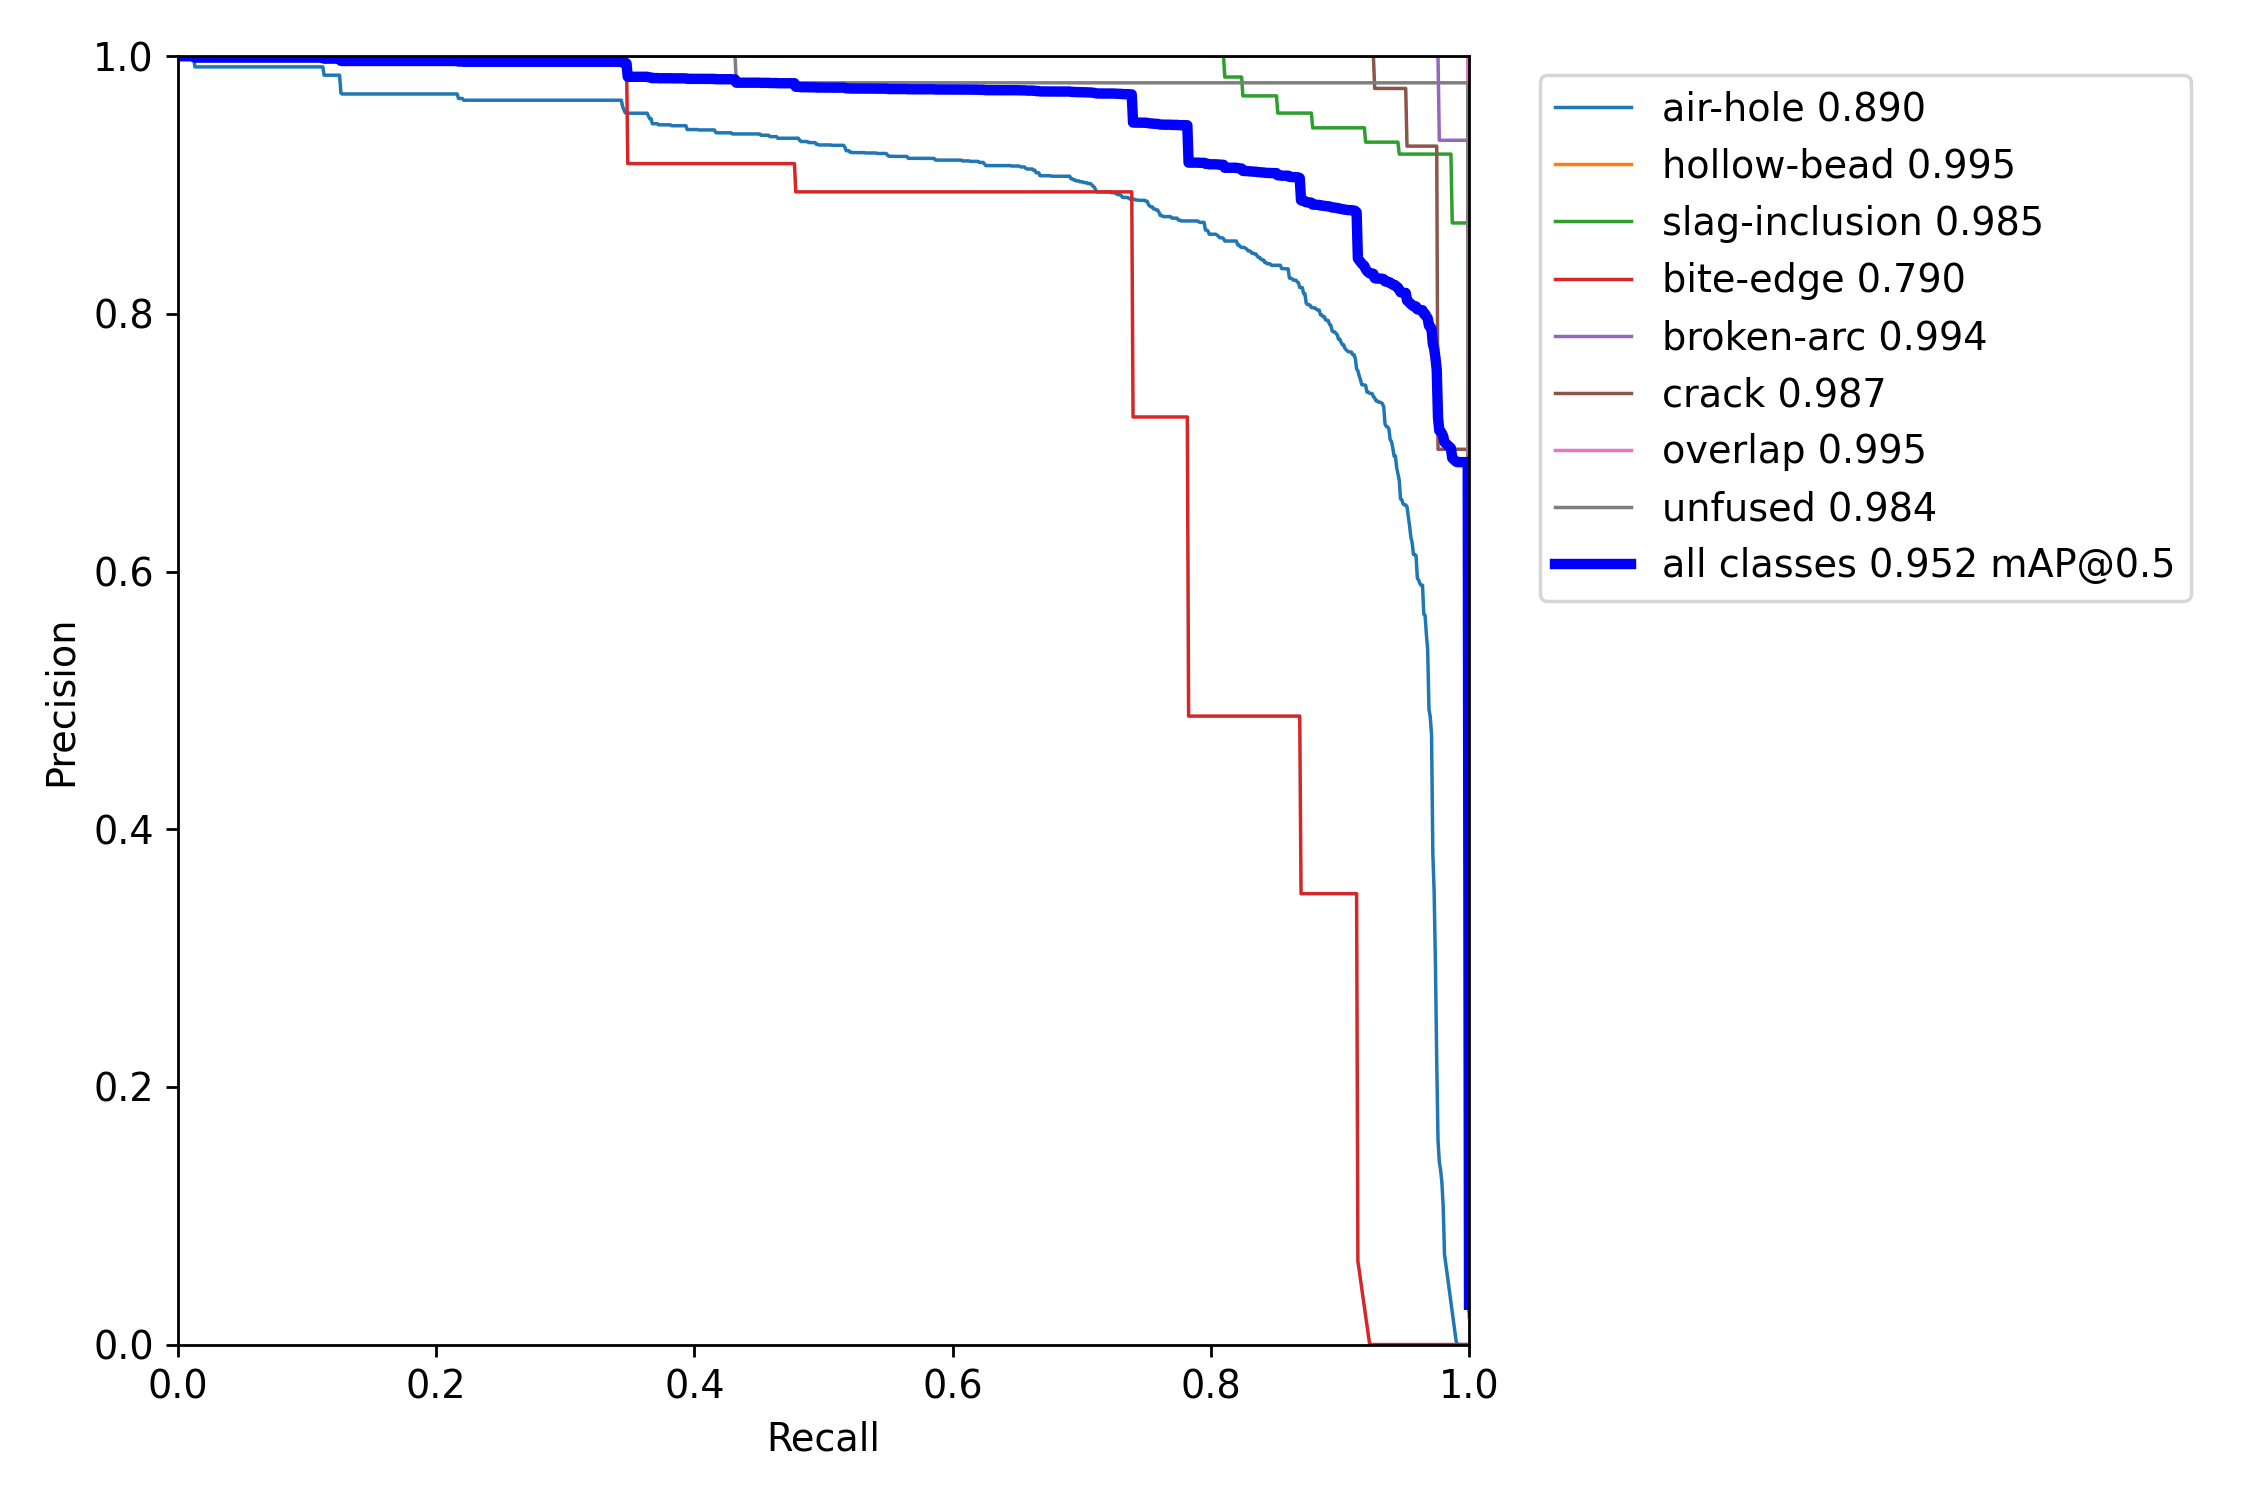 1.0
0.8
0.6
0.4
0.2
0.0
Precision
0.0 0.2 0.4 0.6 0.8 1.0
Recall
air-hole 0.890
hollow-bead 0.995
slag-inclusion 0.985
bite-edge 0.790
broken-arc 0.994
crack 0.987
overlap 0.995
unfused 0.984
all classes 0.952 mAP@0.5